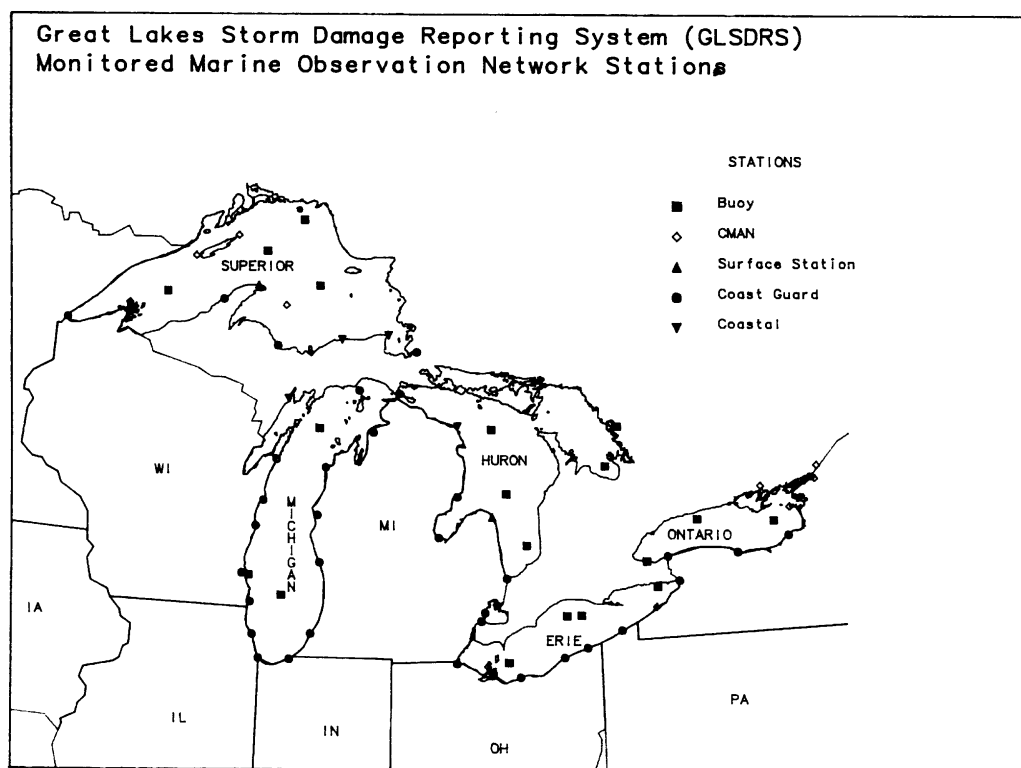 Great Lakes Storm Damage Reporting System (GLSDRS)
Monitored Marine Observation Network Stations
STATIONS
Buoy
CMAN
Surface Station
Coast Guard
Coastal
SUPERIOR
WI
MICHIGAN
MI
HURON
ONTARIO
ERIE
IA
IL
IN
OH
PA